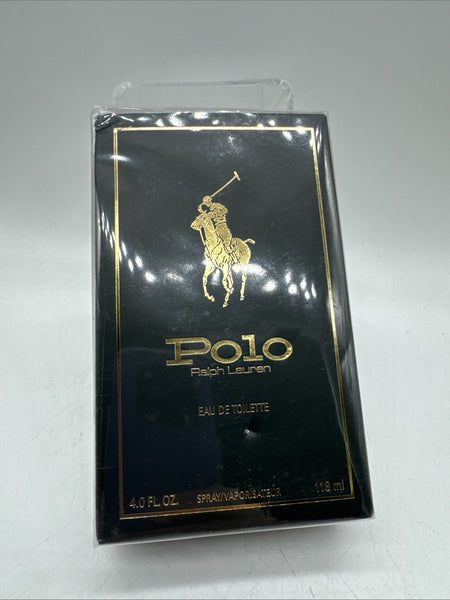 Polo
Ralph Lauren
EAU DE TOILETTE
4.0 FL. OZ. SPRAY/VAPORISATEUR 118 ml